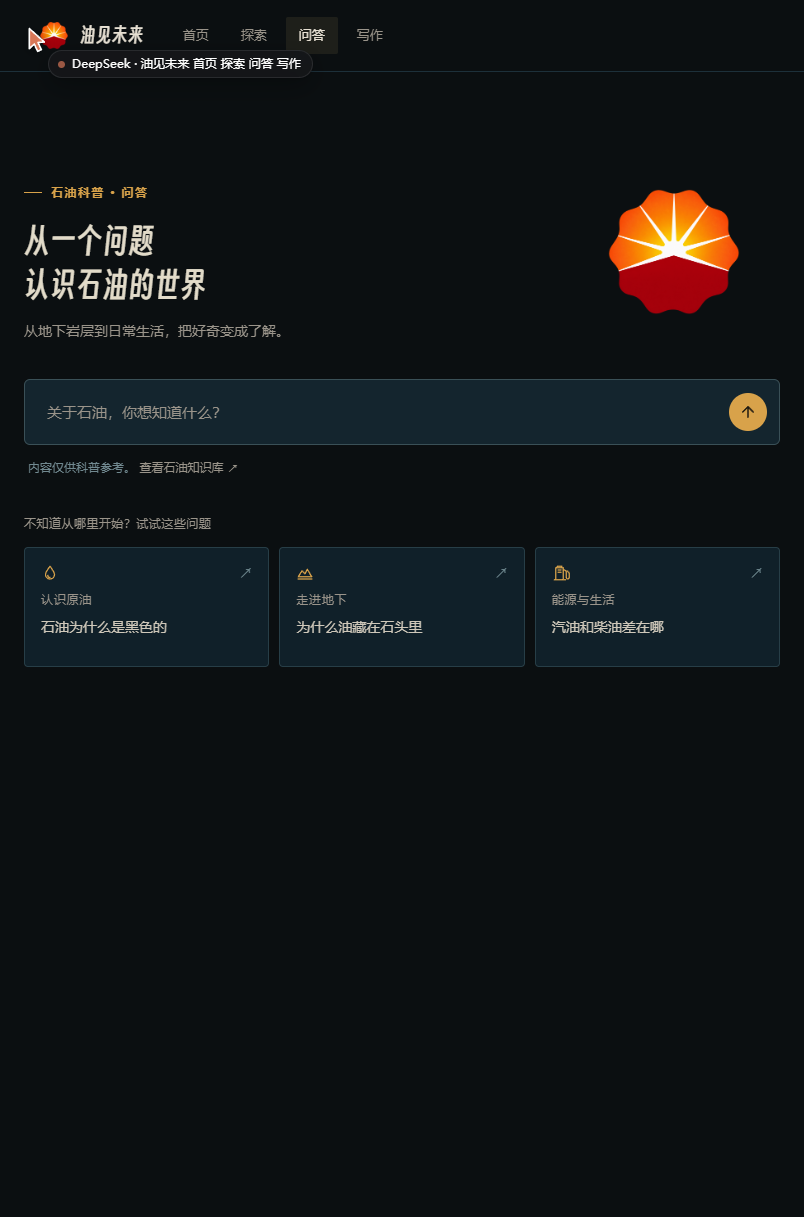 油见未来 首页 探索 问答 写作
DeepSeek · 油见未来 首页 探索 问答 写作
石油科普 • 问答
从一个问题
认识石油的世界
从地下岩层到日常生活，把好奇变成了解。
关于石油，你想知道什么？
内容仅供科普参考。 查看石油知识库 ↗
不知道从哪里开始？试试这些问题
认识原油
石油为什么是黑色的
走进地下
为什么油藏在石头里
能源与生活
汽油和柴油差在哪